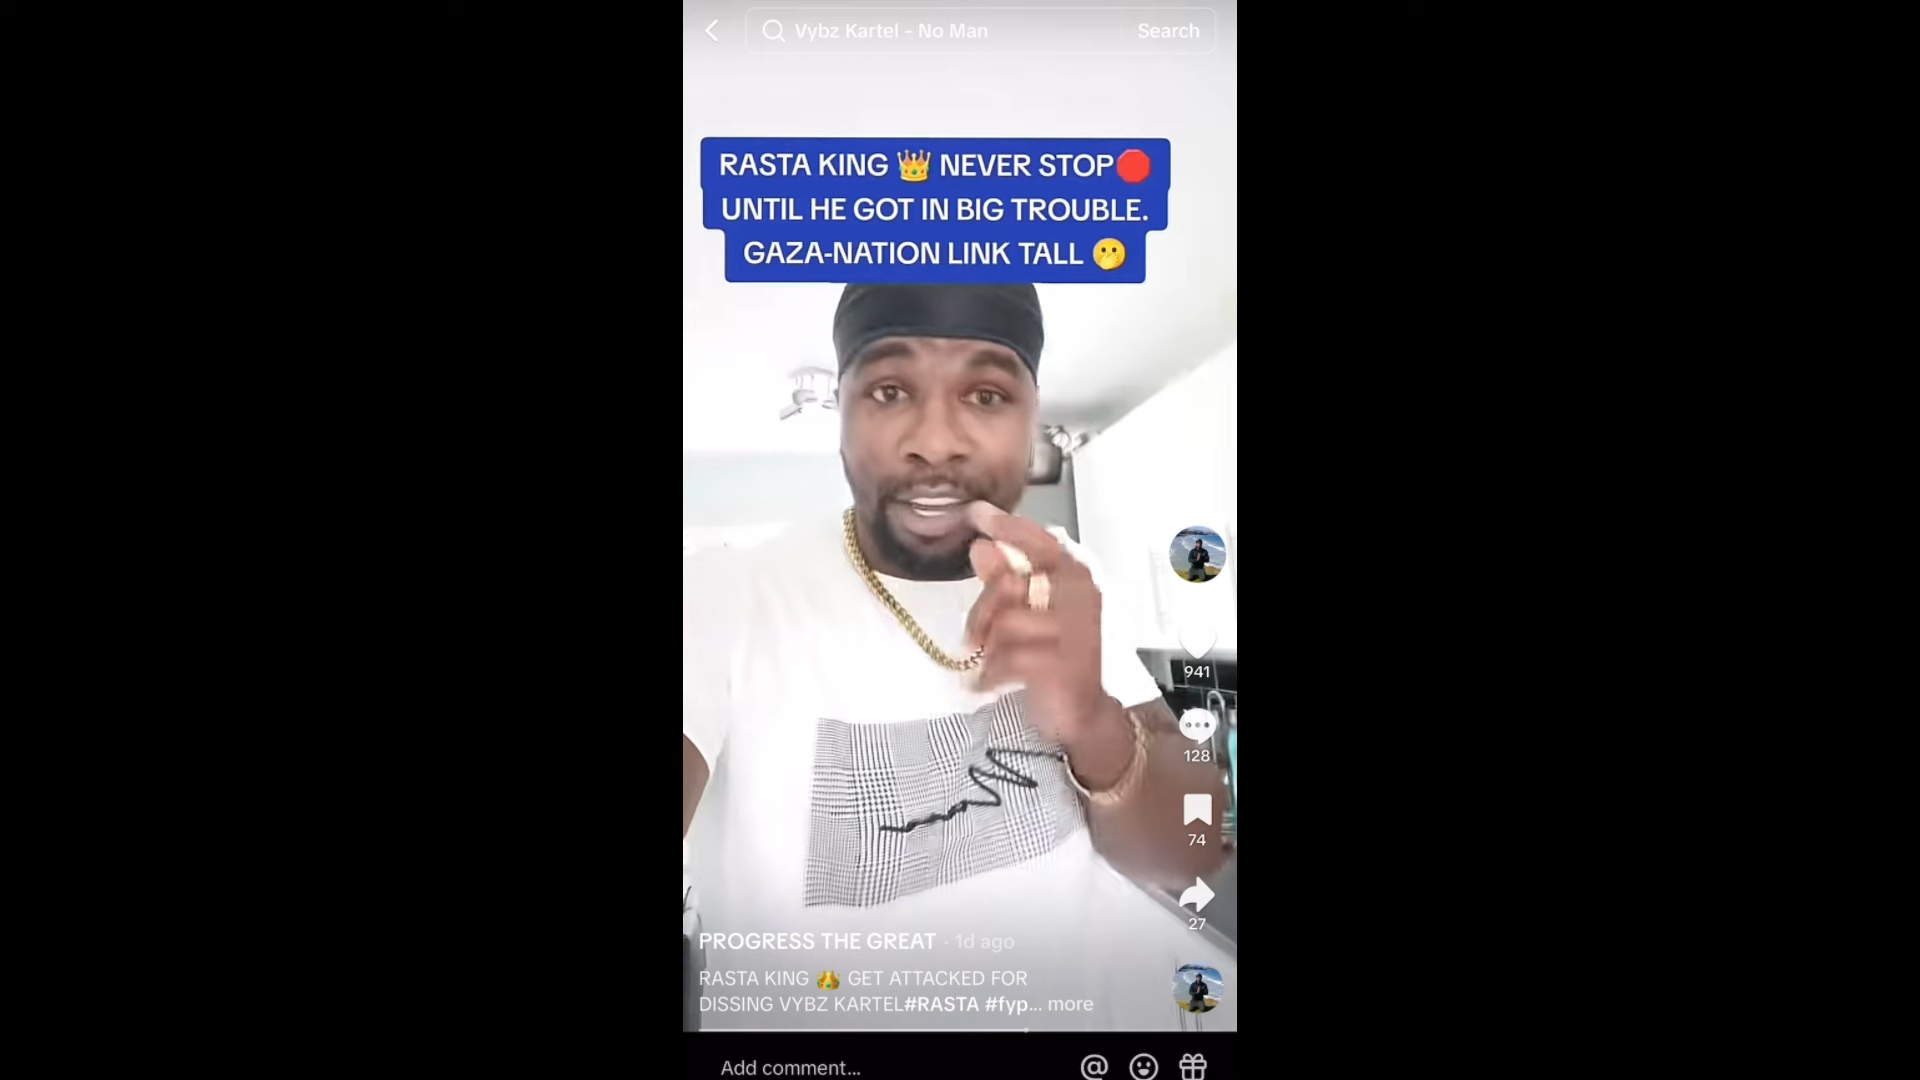 Vybz Kartel - No Man
Search
RASTA KING 👑 NEVER STOP🛑
UNTIL HE GOT IN BIG TROUBLE.
GAZA-NATION LINK TALL 🫢
941
128
74
27
PROGRESS THE GREAT · 1d ago
RASTA KING 👑 GET ATTACKED FOR
DISSING VYBZ KARTEL#RASTA #fyp... more
Add comment...